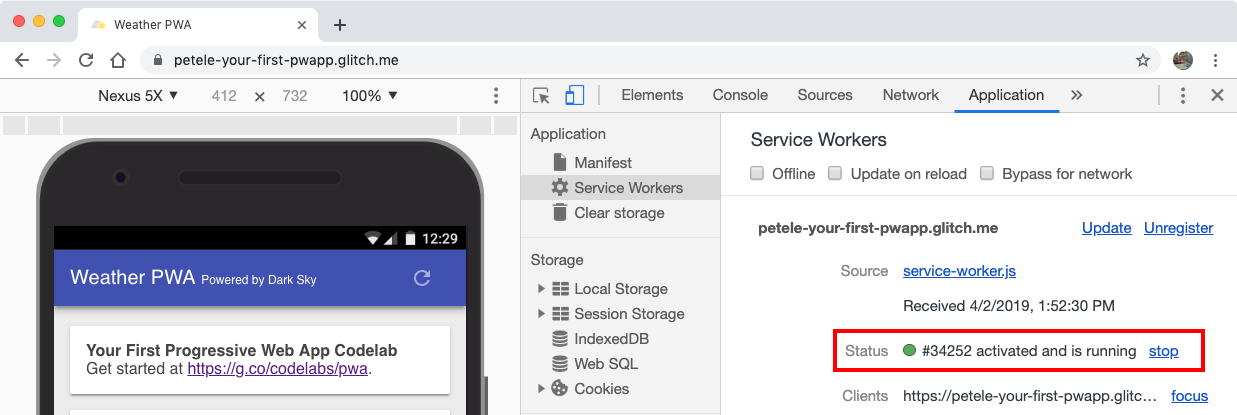 Weather PWA
petele-your-first-pwapp.glitch.me
Nexus 5X ▼ 412 × 732 100% ▼
Elements Console Sources Network Application »
Application
Manifest
Service Workers
Clear storage
Storage
Local Storage
Session Storage
IndexedDB
Web SQL
Cookies
Service Workers
Offline Update on reload Bypass for network
petele-your-first-pwapp.glitch.me Update Unregister
Source service-worker.js
Received 4/2/2019, 1:52:30 PM
Status #34252 activated and is running stop
Clients https://petele-your-first-pwapp.glitc… focus
12:29
Weather PWA Powered by Dark Sky
Your First Progressive Web App Codelab
Get started at https://g.co/codelabs/pwa.